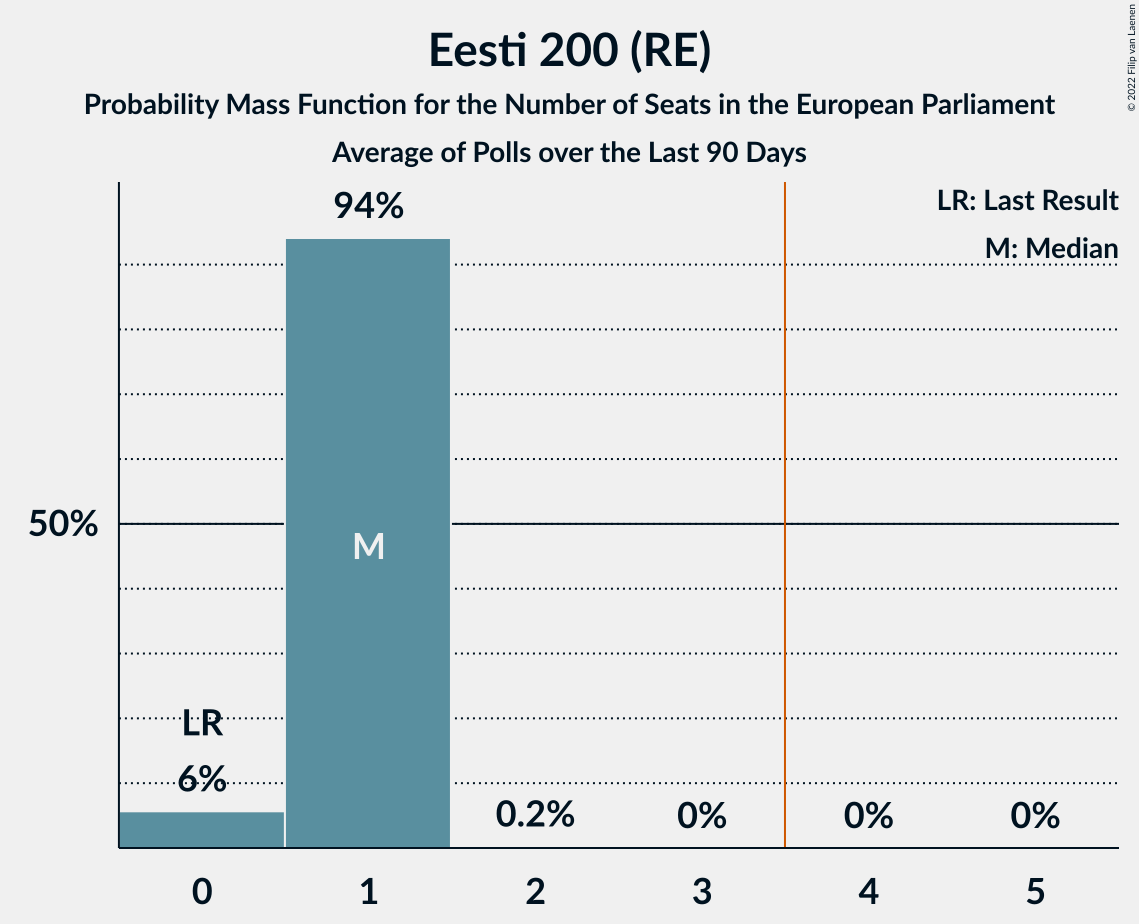 Eesti 200 (RE)
Probability Mass Function for the Number of Seats in the European Parliament
Average of Polls over the Last 90 Days
© 2022 Filip van Laenen
94%
LR: Last Result
M: Median
50%
M
LR
6%
0.2%
0%
0%
0%
0
1
2
3
4
5